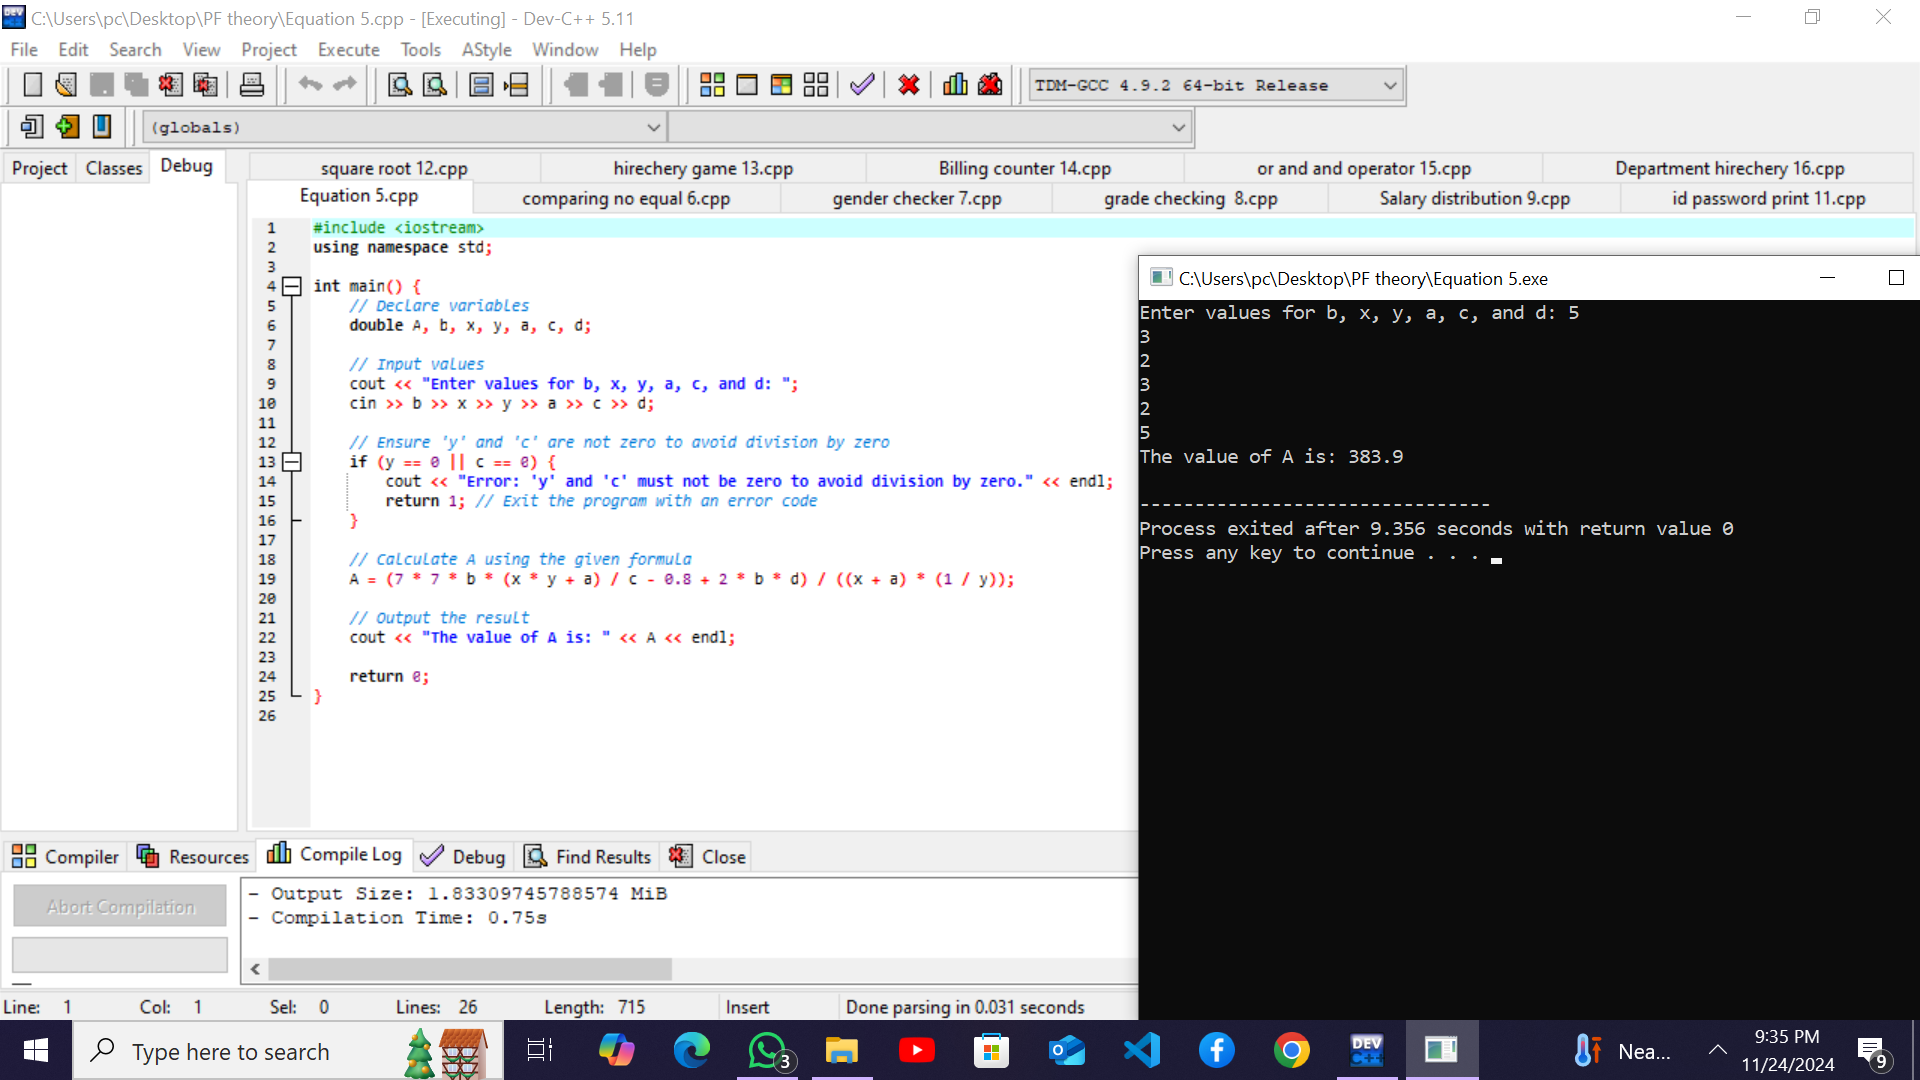 C:\Users\pc\Desktop\PF theory\Equation 5.cpp - [Executing] - Dev-C++ 5.11
File Edit Search View Project Execute Tools AStyle Window Help
TDM-GCC 4.9.2 64-bit Release
(globals)
Project Classes Debug
square root 12.cpp hirechery game 13.cpp Billing counter 14.cpp or and and operator 15.cpp Department hirechery 16.cpp
Equation 5.cpp comparing no equal 6.cpp gender checker 7.cpp grade checking 8.cpp Salary distribution 9.cpp id password print 11.cpp
1 #include <iostream>
2 using namespace std;
3
4 int main() {
5 // Declare variables
6 double A, b, x, y, a, c, d;
7
8 // Input values
9 cout << "Enter values for b, x, y, a, c, and d: ";
10 cin >> b >> x >> y >> a >> c >> d;
11
12 // Ensure 'y' and 'c' are not zero to avoid division by zero
13 if (y == 0 || c == 0) {
14 cout << "Error: 'y' and 'c' must not be zero to avoid division by zero." << endl;
15 return 1; // Exit the program with an error code
16 }
17
18 // Calculate A using the given formula
19 A = (7 * 7 * b * (x * y + a) / c - 0.8 + 2 * b * d) / ((x + a) * (1 / y));
20
21 // Output the result
22 cout << "The value of A is: " << A << endl;
23
24 return 0;
25 }
26
C:\Users\pc\Desktop\PF theory\Equation 5.exe
Enter values for b, x, y, a, c, and d: 5
3
2
3
2
5
The value of A is: 383.9
--------------------------------
Process exited after 9.356 seconds with return value 0
Press any key to continue . . .
Compiler Resources Compile Log Debug Find Results Close
Abort Compilation
- Output Size: 1.83309745788574 MiB
- Compilation Time: 0.75s
Line: 1 Col: 1 Sel: 0 Lines: 26 Length: 715 Insert Done parsing in 0.031 seconds
Type here to search
3
DEV C++
Nea...
9:35 PM
11/24/2024
9